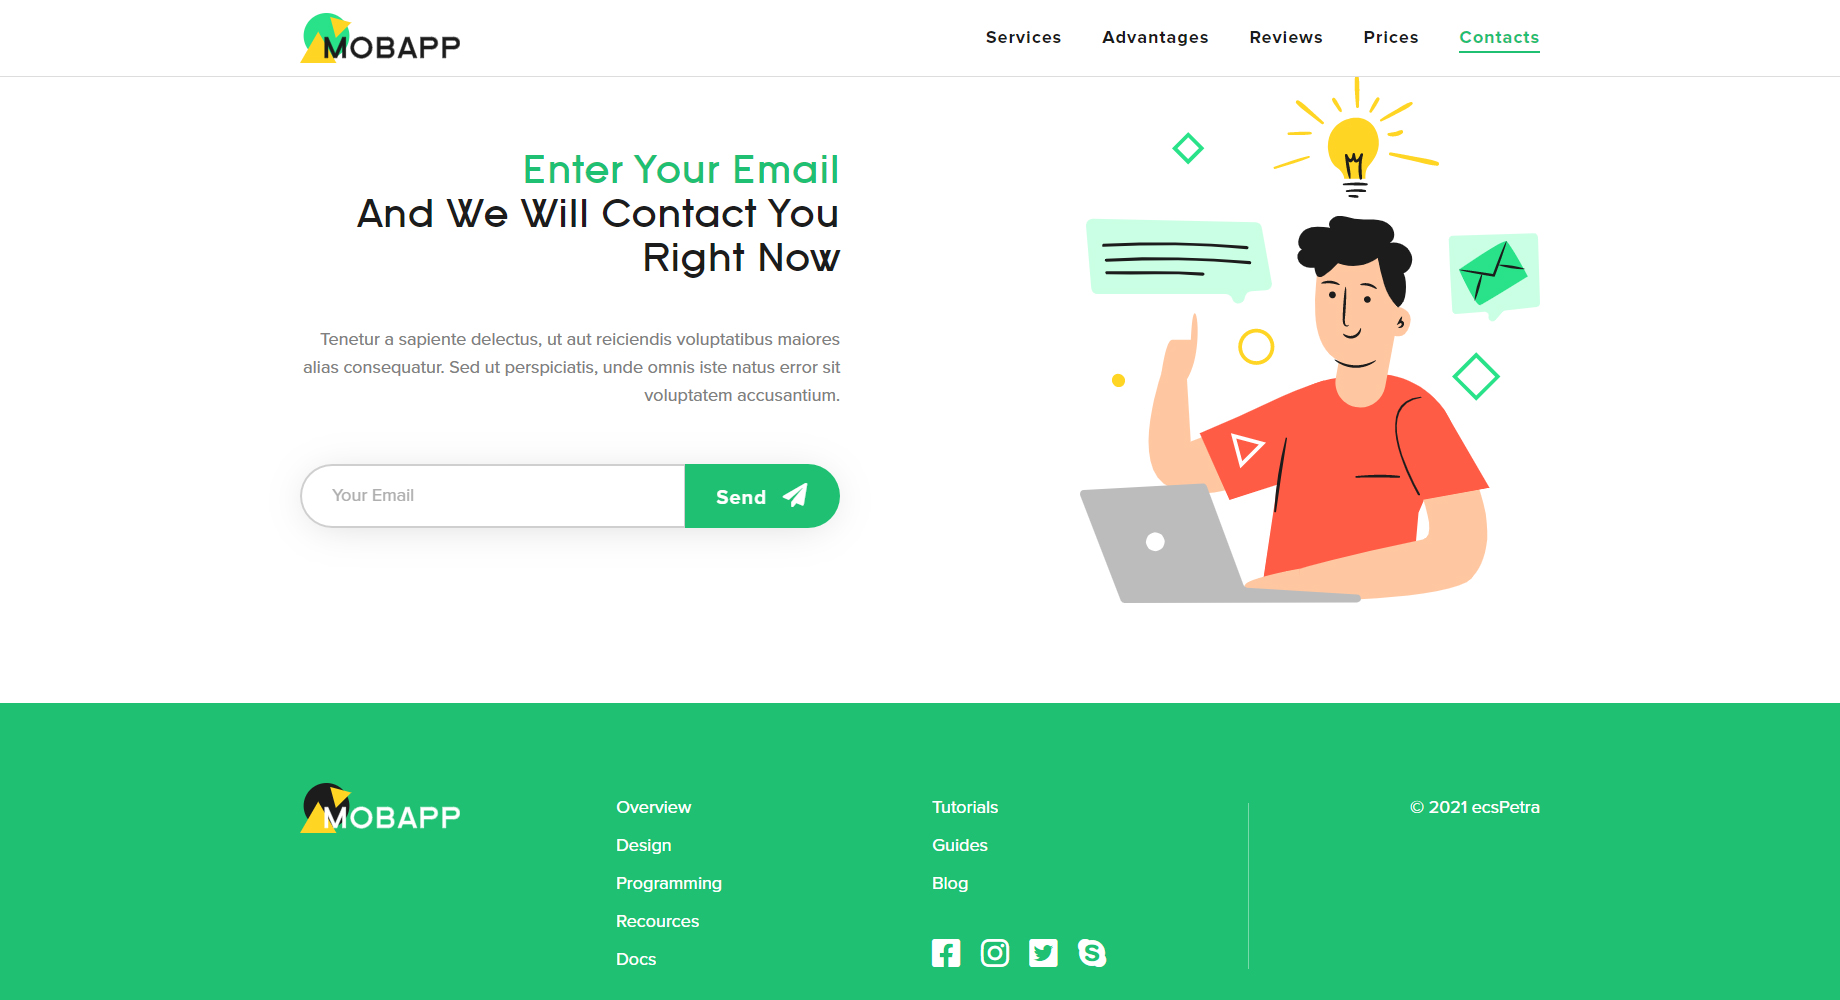 MOBAPP
Services Advantages Reviews Prices Contacts
Enter Your Email
And We Will Contact You
Right Now
Tenetur a sapiente delectus, ut aut reiciendis voluptatibus maiores
alias consequatur. Sed ut perspiciatis, unde omnis iste natus error sit
voluptatem accusantium.
Your Email
Send
MOBAPP
Overview
Design
Programming
Recources
Docs
Tutorials
Guides
Blog
© 2021 ecsPetra